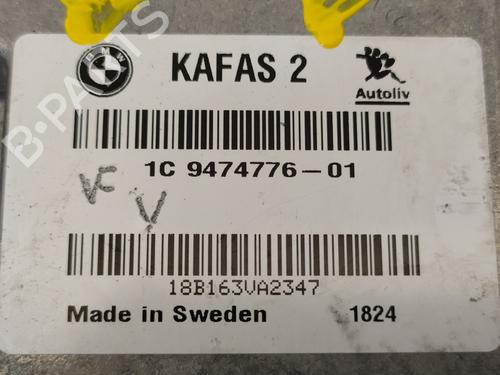 BMW
KAFAS 2
Autoliv
B-PARTS
1C 9474776-01
VC
V
18B163VA2347
Made in Sweden 1824